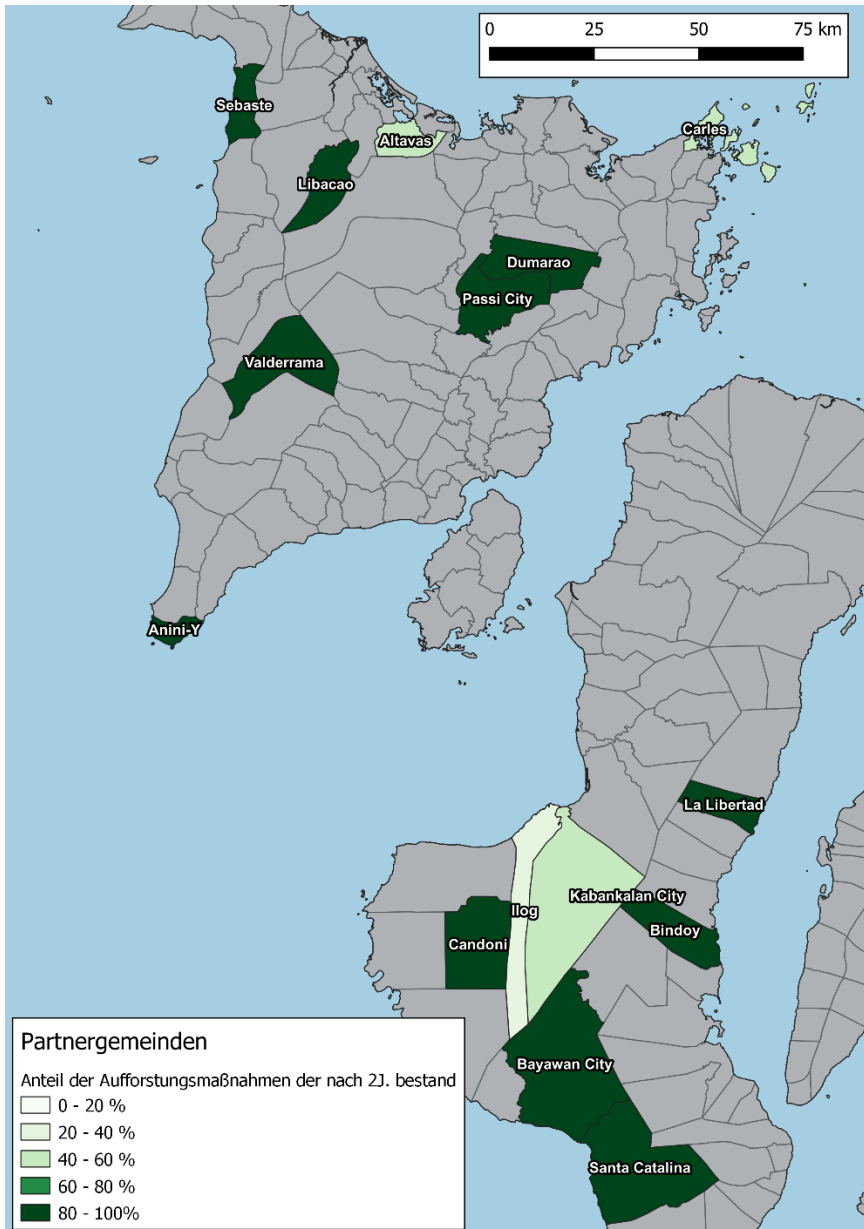 0 25 50 75 km
Sebaste
Carles
Altavas
Libacao
Dumarao
Passi City
Valderrama
Anini-Y
La Libertad
Kabankalan City
Ilog
Bindoy
Candoni
Bayawan City
Santa Catalina
Partnergemeinden
Anteil der Aufforstungsmaßnahmen der nach 2J. bestand
0 - 20 %
20 - 40 %
40 - 60 %
60 - 80 %
80 - 100%